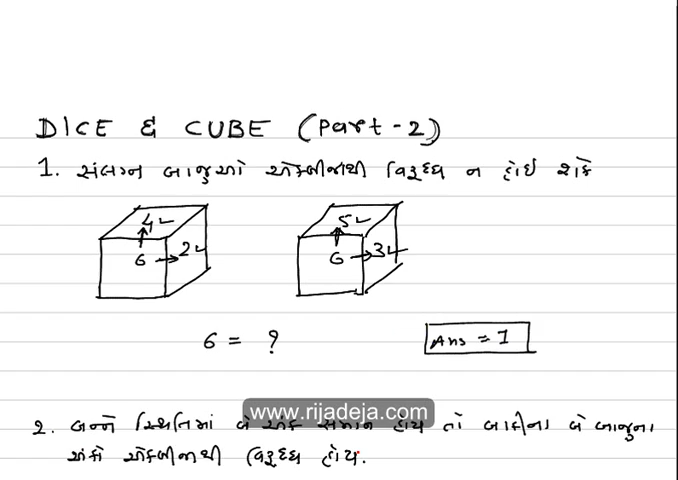 DICE & CUBE (Part-2)
1. સંલગ્ન બાજુઓ એકબીજાથી વિરૂદ્ધ ન હોઈ શકે
4 5
6 → 2 6 → 3
6 = ?
Ans = 1
www.rijadeja.com
2. બન્ને સ્થિતિમાં બે અંક સમાન હોય તો બાકીના બે બાજુના
અંકો એકબીજાથી વિરૂદ્ધ હોય.